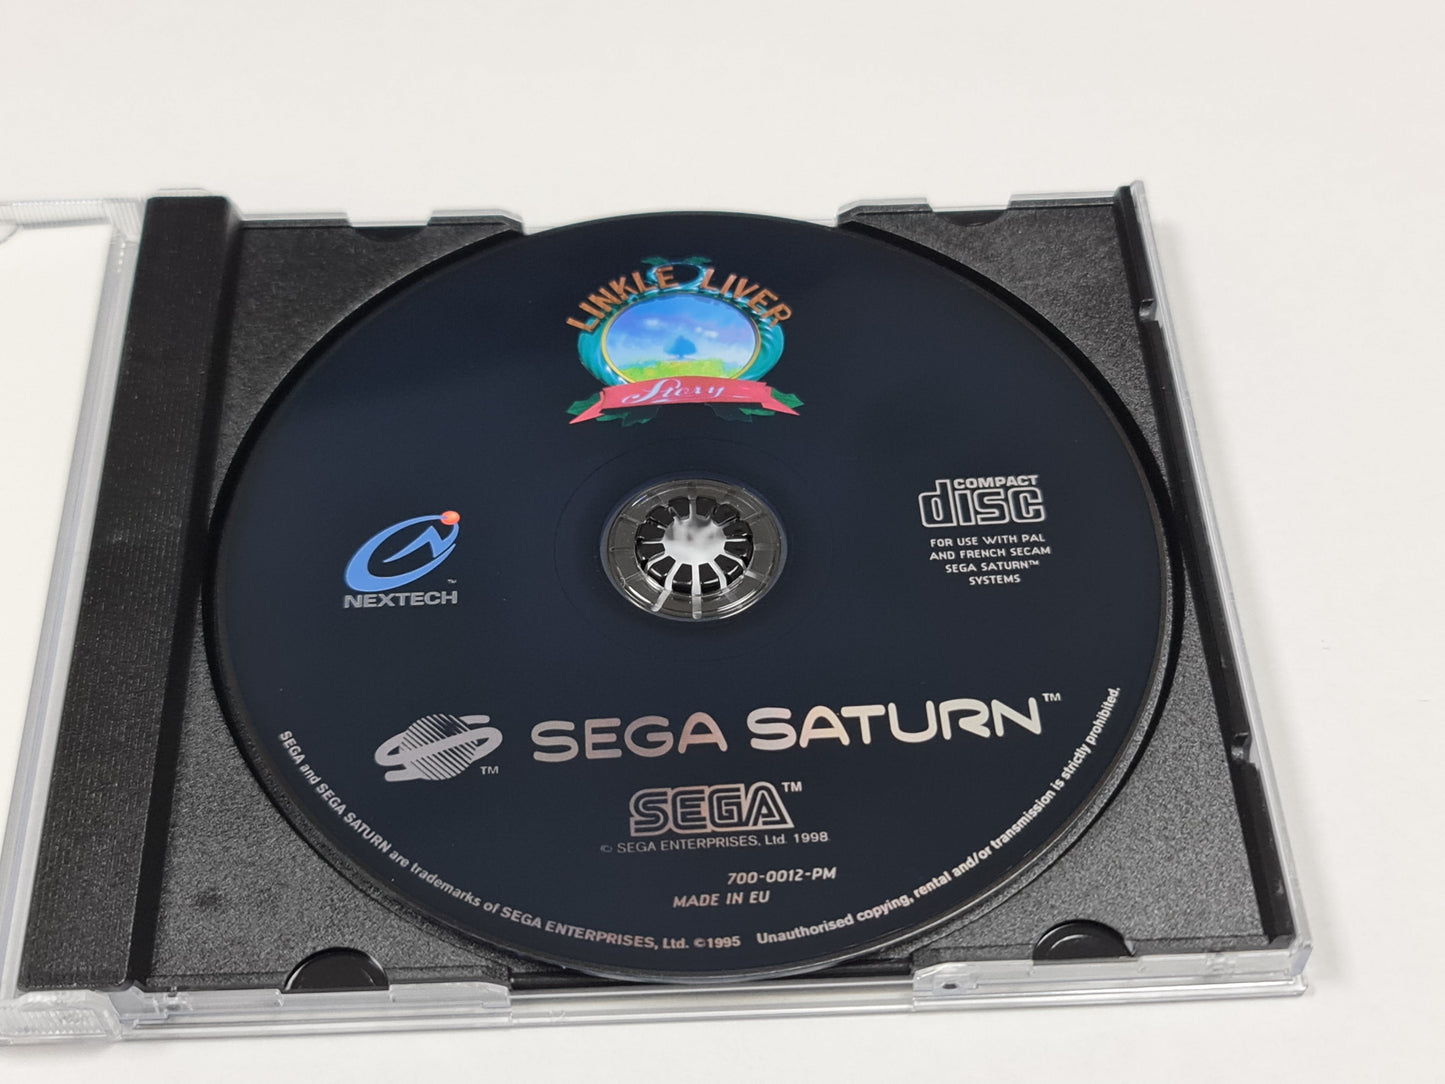 LINKLE LIVER
Story
COMPACT
disc
FOR USE WITH PAL
AND FRENCH SECAM
SEGA SATURN™
SYSTEMS
™
NEXTECH
SEGA SATURN™
TM
SEGA™
© SEGA ENTERPRISES, Ltd. 1998
700-0012-PM
MADE IN EU
SEGA and SEGA SATURN are trademarks of SEGA ENTERPRISES, Ltd. ©1995 Unauthorised copying, rental and/or transmission is strictly prohibited.